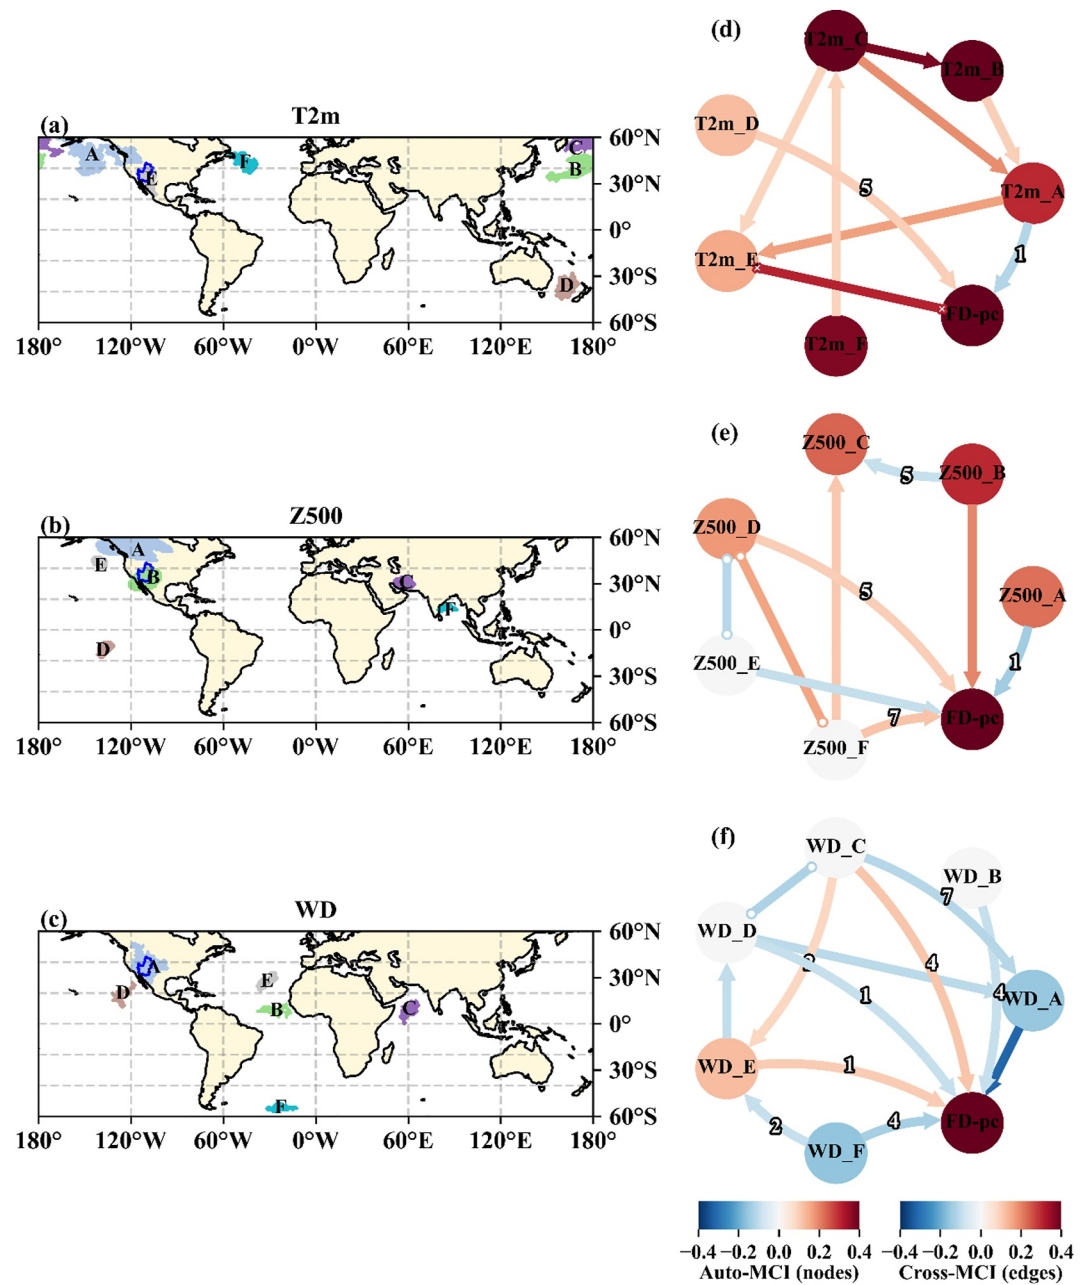 (a)
T2m
A
E
F
C
B
D
60°N
30°N
0°
30°S
60°S
180°
120°W
60°W
0°W
60°E
120°E
180°
(d)
T2m_C
T2m_B
T2m_D
5
T2m_A
T2m_E
1
FD-pc
T2m_F
(b)
Z500
A
E
B
C
F
D
60°N
30°N
0°
30°S
60°S
180°
120°W
60°W
0°W
60°E
120°E
180°
(e)
Z500_C
5
Z500_B
Z500_D
5
Z500_A
Z500_E
1
7
FD-pc
Z500_F
(c)
WD
A
E
D
B
C
F
60°N
30°N
0°
30°S
60°S
180°
120°W
60°W
0°W
60°E
120°E
180°
(f)
WD_C
WD_B
7
WD_D
4
1
4
WD_A
WD_E
1
2
4
FD-pc
WD_F
−0.4 −0.2 0.0 0.2 0.4
Auto-MCI (nodes)
−0.4 −0.2 0.0 0.2 0.4
Cross-MCI (edges)